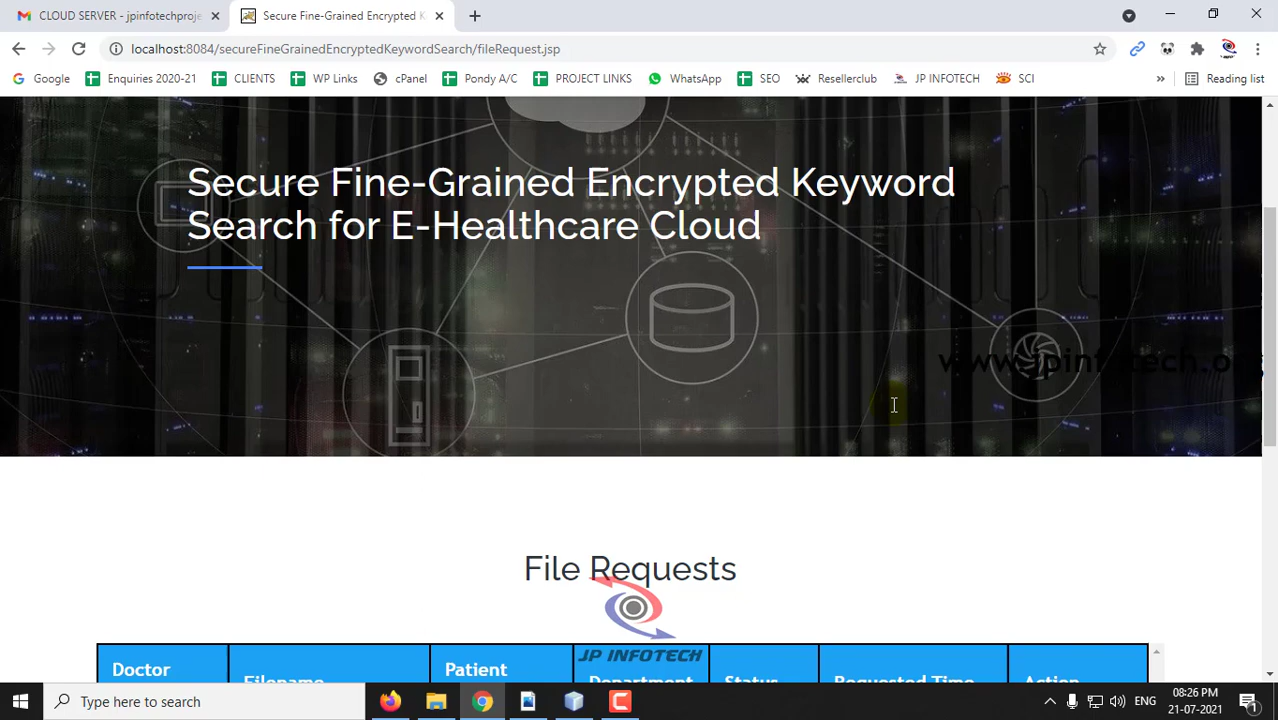 CLOUD SERVER - jpinfotechproje
Secure Fine-Grained Encrypted K
localhost:8084/secureFineGrainedEncryptedKeywordSearch/fileRequest.jsp
Google
Enquiries 2020-21
CLIENTS
WP Links
cPanel
Pondy A/C
PROJECT LINKS
WhatsApp
SEO
Resellerclub
JP INFOTECH
SCI
»
Reading list
Secure Fine-Grained Encrypted Keyword
Search for E-Healthcare Cloud
www.jpinfotech.o
File Requests
JP INFOTECH
Doctor
Filename
Patient
Department
Status
Requested Time
Action
Type here to search
ENG
08:26 PM
21-07-2021
1